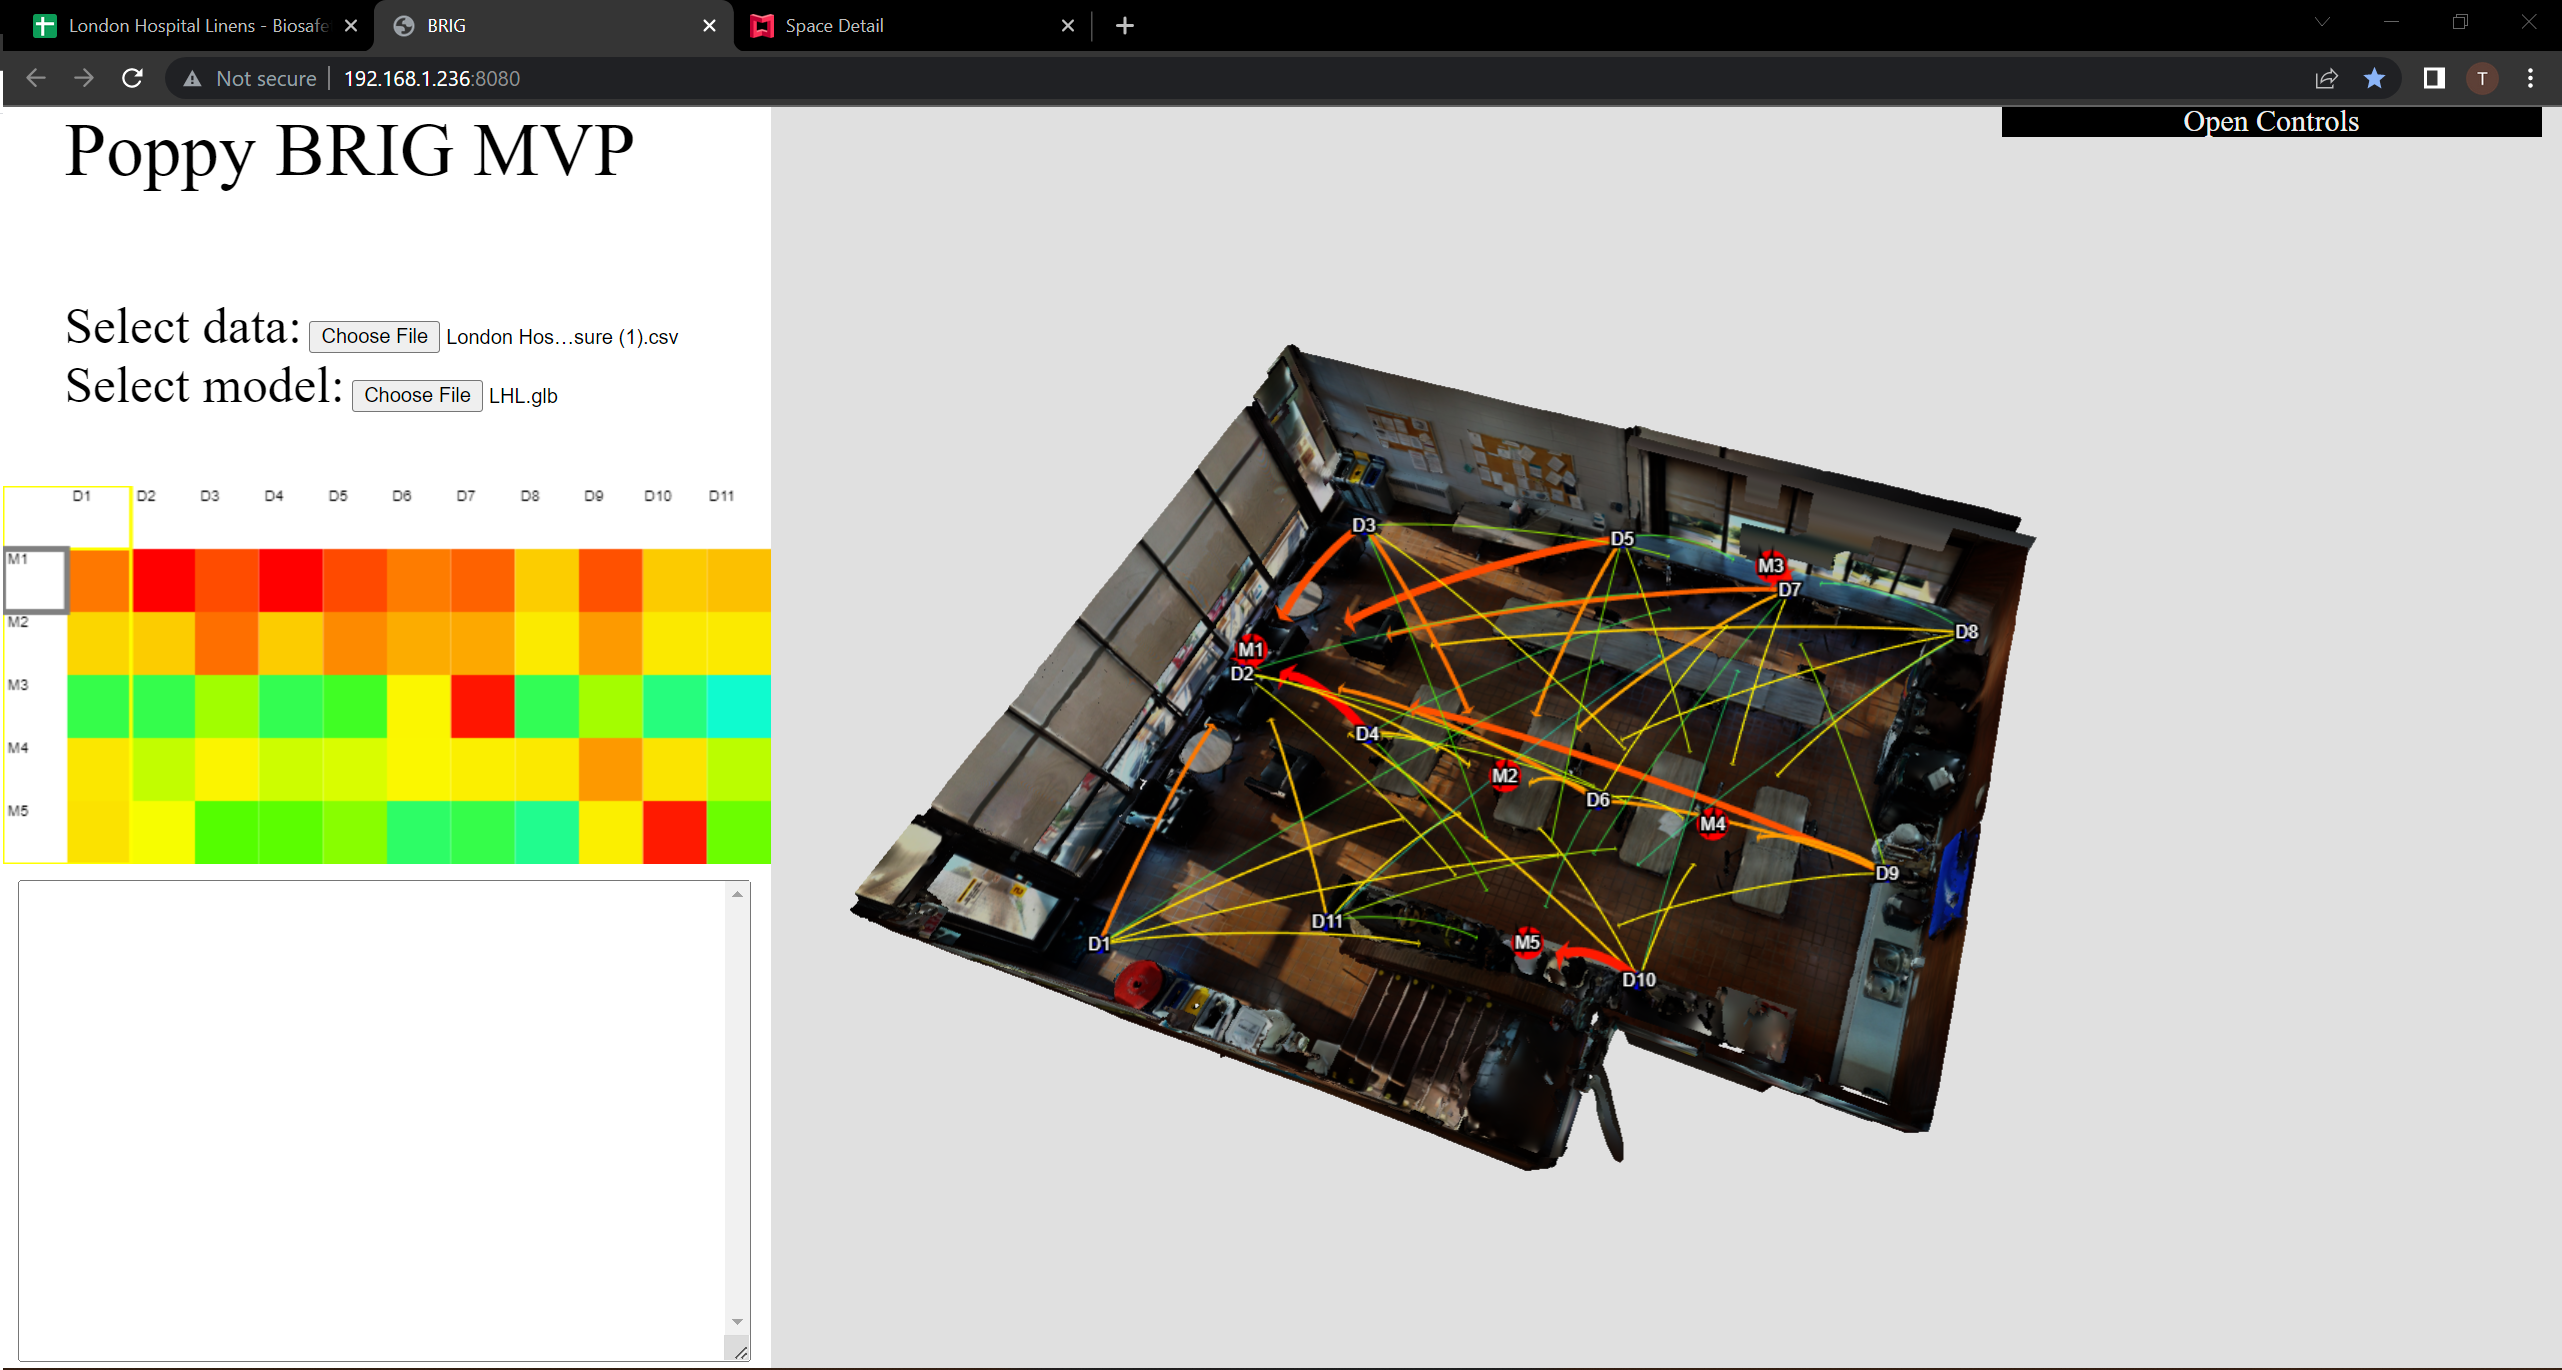 London Hospital Linens - Biosafe
BRIG
Space Detail
Not secure
192.168.1.236:8080
T
Open Controls
Poppy BRIG MVP
Select data: Choose File London Hos…sure (1).csv
Select model: Choose File LHL.glb
D1 D2 D3 D4 D5 D6 D7 D8 D9 D10 D11
M1
M2
M3
M4
M5
D3
D5
M3
D7
D8
M1
D2
D4
M2
D6
M4
D9
D11
D1
M5
D10